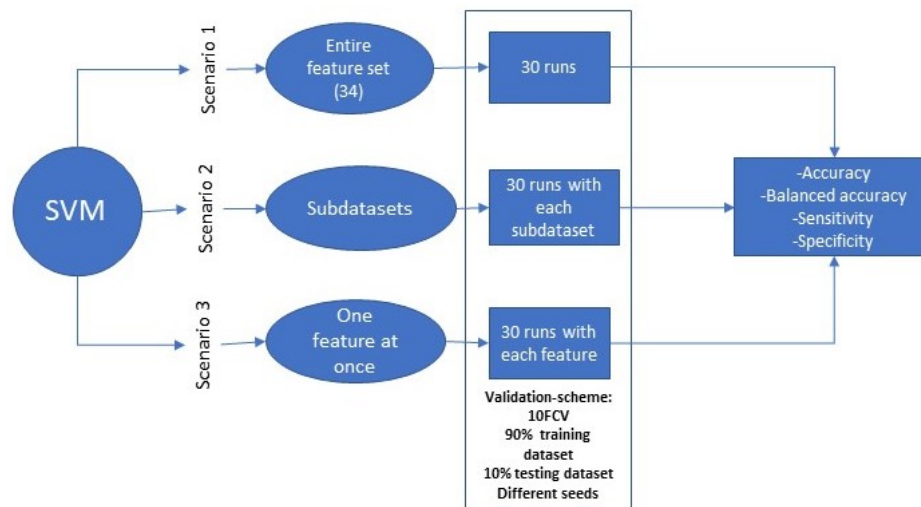 SVM
Scenario 1
Entire
feature set
(34)
30 runs
Scenario 2
Subdatasets
30 runs with
each
subdataset
Scenario 3
One
feature at
once
30 runs with
each feature
Validation-scheme:
10FCV
90% training
dataset
10% testing dataset
Different seeds
-Accuracy
-Balanced accuracy
-Sensitivity
-Specificity